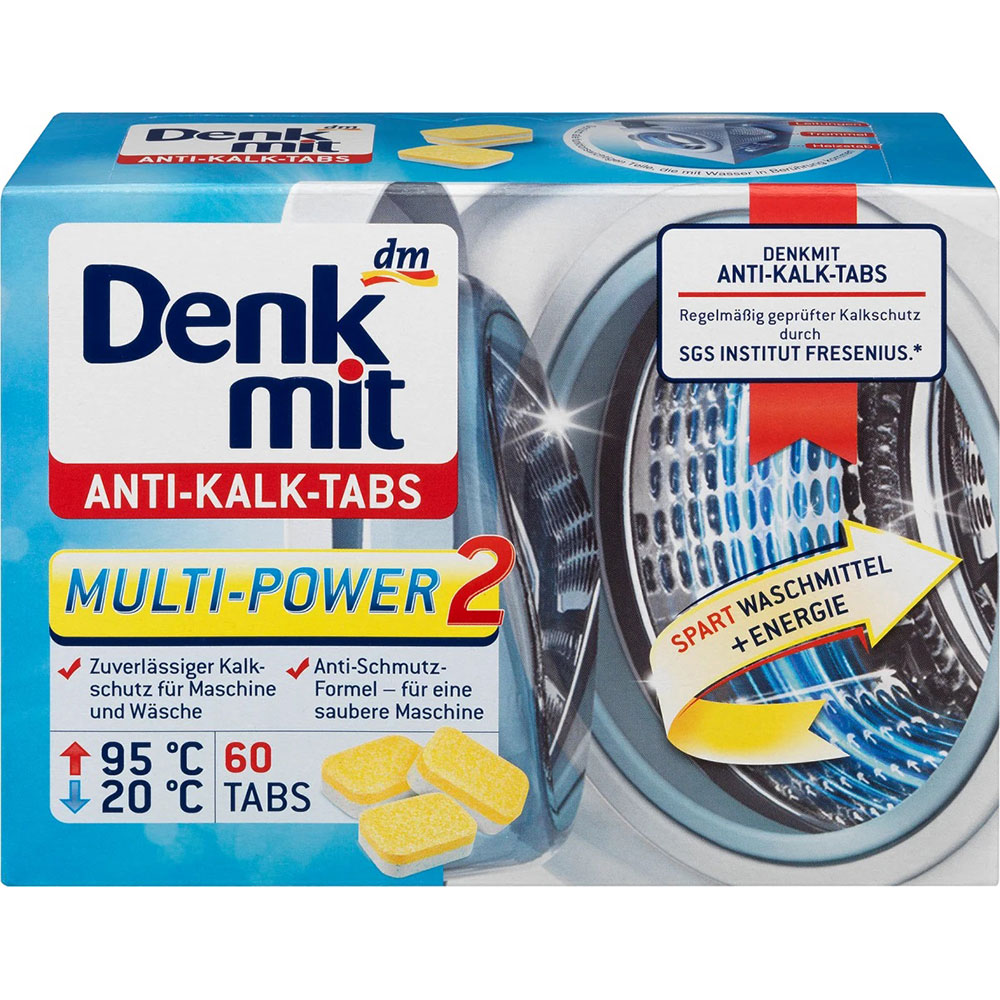 Denk
mit
dm
ANTI-KALK-TABS
Leitungen
Trommel
Heizstab
die mit Wasser in Berührung kommen
dm
Denk
mit
ANTI-KALK-TABS
MULTI-POWER 2
Zuverlässiger Kalk-
schutz für Maschine
und Wäsche
Anti-Schmutz-
Formel – für eine
saubere Maschine
95 °C
20 °C
60
TABS
DENKMIT
ANTI-KALK-TABS
Regelmäßig geprüfter Kalkschutz
durch
SGS INSTITUT FRESENIUS.*
SPART WASCHMITTEL
+ENERGIE